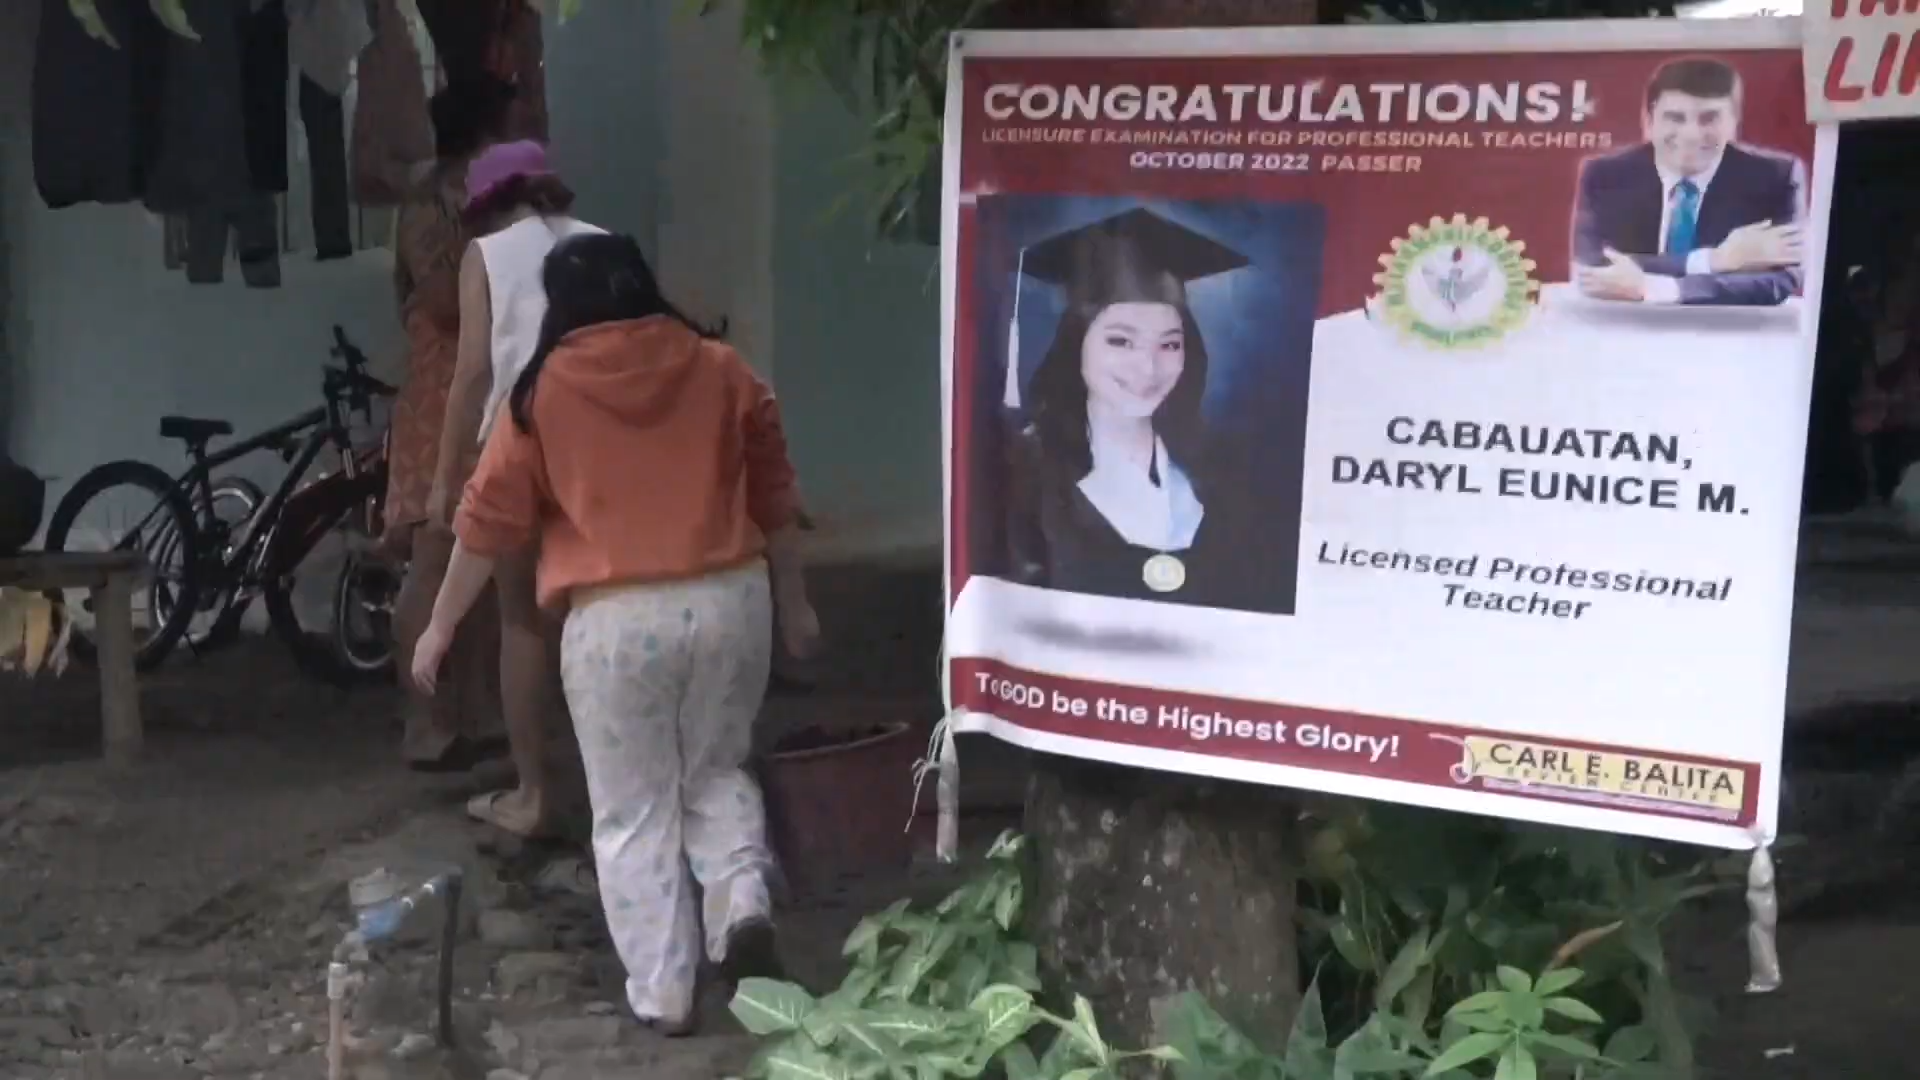 CONGRATULATIONS!
LICENSURE EXAMINATION FOR PROFESSIONAL TEACHERS
OCTOBER 2022 PASSER
CABAUATAN,
DARYL EUNICE M.
Licensed Professional
Teacher
To GOD be the Highest Glory!
CARL E. BALITA
REVIEW CENTER